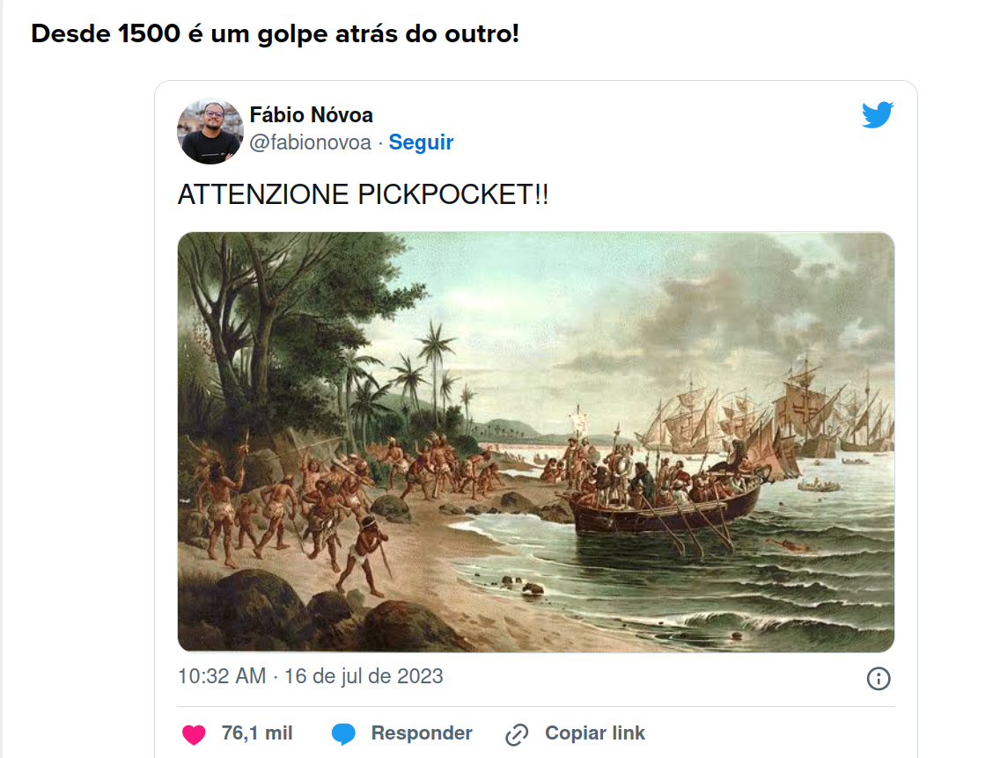 Desde 1500 é um golpe atrás do outro!
Fábio Nóvoa
@fabionovoa · Seguir
ATTENZIONE PICKPOCKET!!
10:32 AM · 16 de jul de 2023
76,1 mil Responder Copiar link